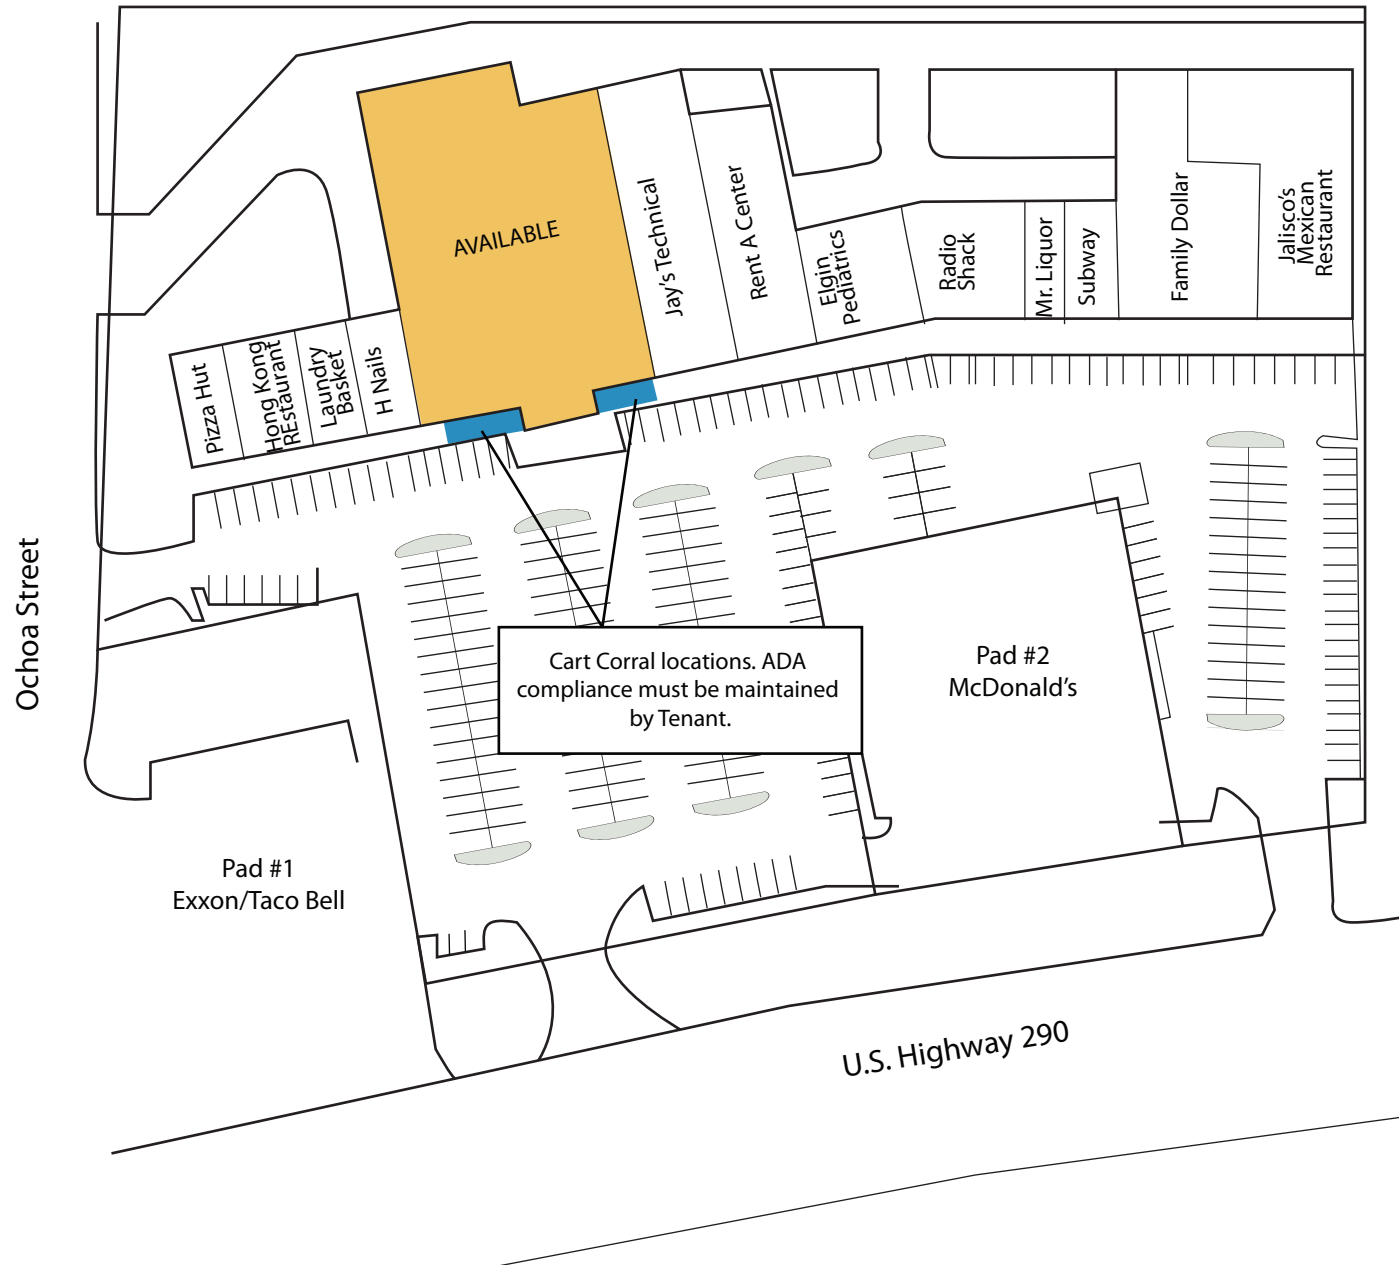 AVAILABLE
Jay's Technical
Rent A Center
Elgin
Pediatrics
Radio
Shack
Mr. Liquor
Subway
Family Dollar
Jalisco's
Mexican
Restaurant
Pizza Hut
Hong Kong
REstaurant
Laundry
Basket
H Nails
Ochoa Street
Cart Corral locations. ADA
compliance must be maintained
by Tenant.
Pad #2
McDonald's
Pad #1
Exxon/Taco Bell
U.S. Highway 290